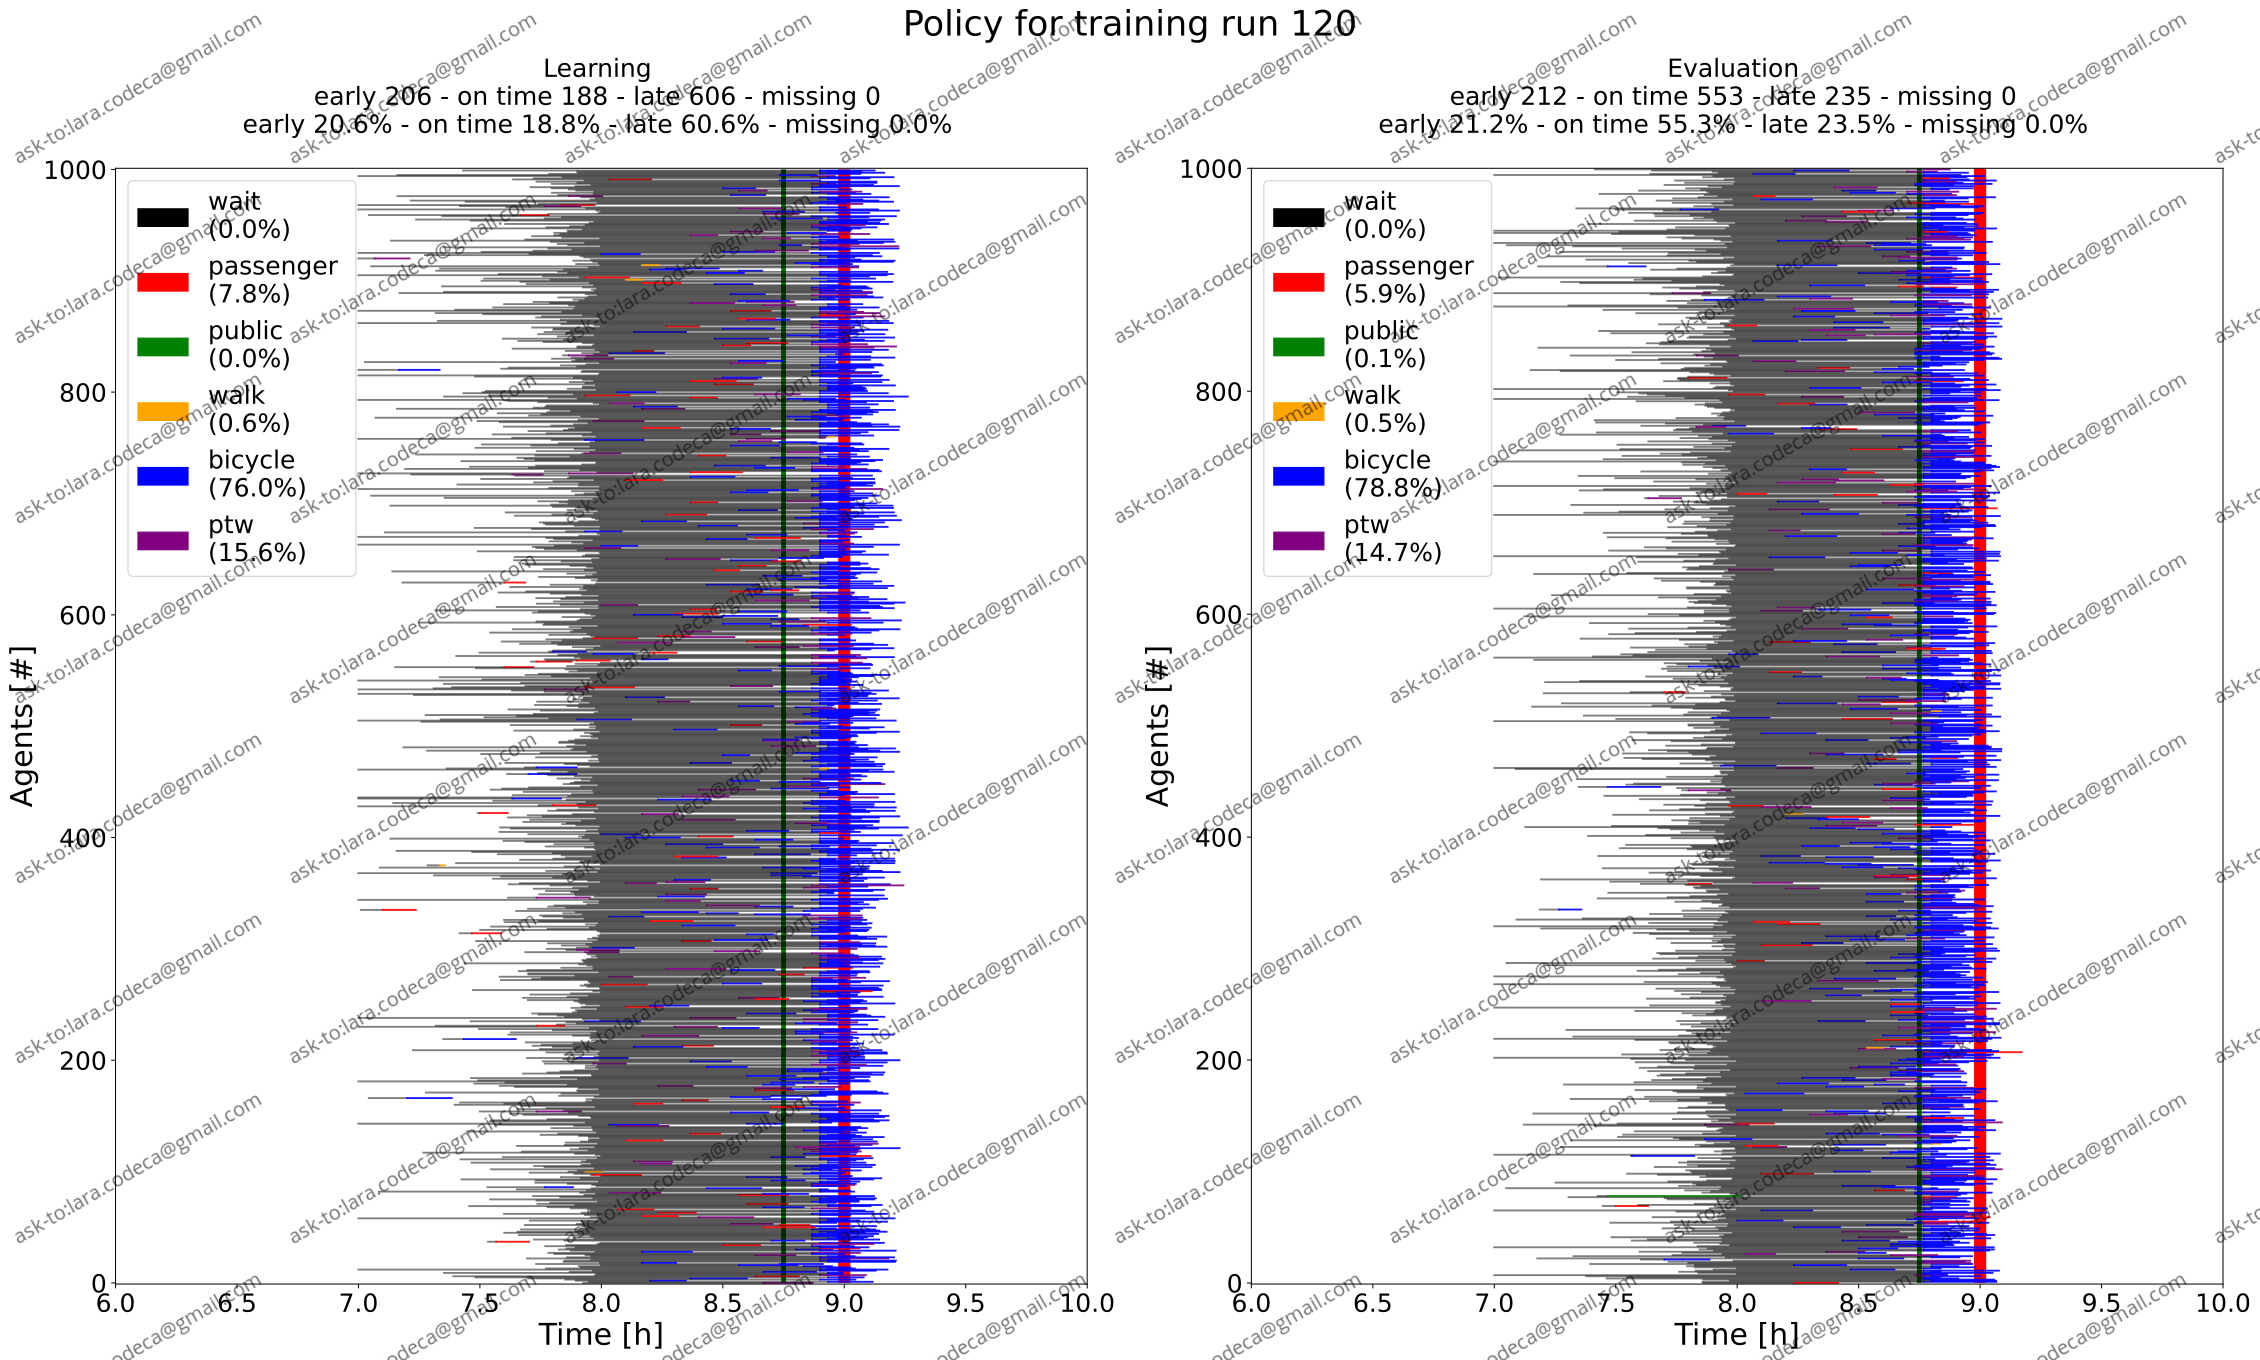 Policy for training run 120
Learning
early 206 - on time 188 - late 606 - missing 0
early 20.6% - on time 18.8% - late 60.6% - missing 0.0%
1000
800
600
400
200
0
Agents [#]
wait
(0.0%)
passenger
(7.8%)
public
(0.0%)
walk
(0.6%)
bicycle
(76.0%)
ptw
(15.6%)
6.0 6.5 7.0 7.5 8.0 8.5 9.0 9.5 10.0
Time [h]
Evaluation
early 212 - on time 553 - late 235 - missing 0
early 21.2% - on time 55.3% - late 23.5% - missing 0.0%
1000
800
600
400
200
0
Agents [#]
wait
(0.0%)
passenger
(5.9%)
public
(0.1%)
walk
(0.5%)
bicycle
(78.8%)
ptw
(14.7%)
6.0 6.5 7.0 7.5 8.0 8.5 9.0 9.5 10.0
Time [h]
ask-to:lara.codeca@gmail.com